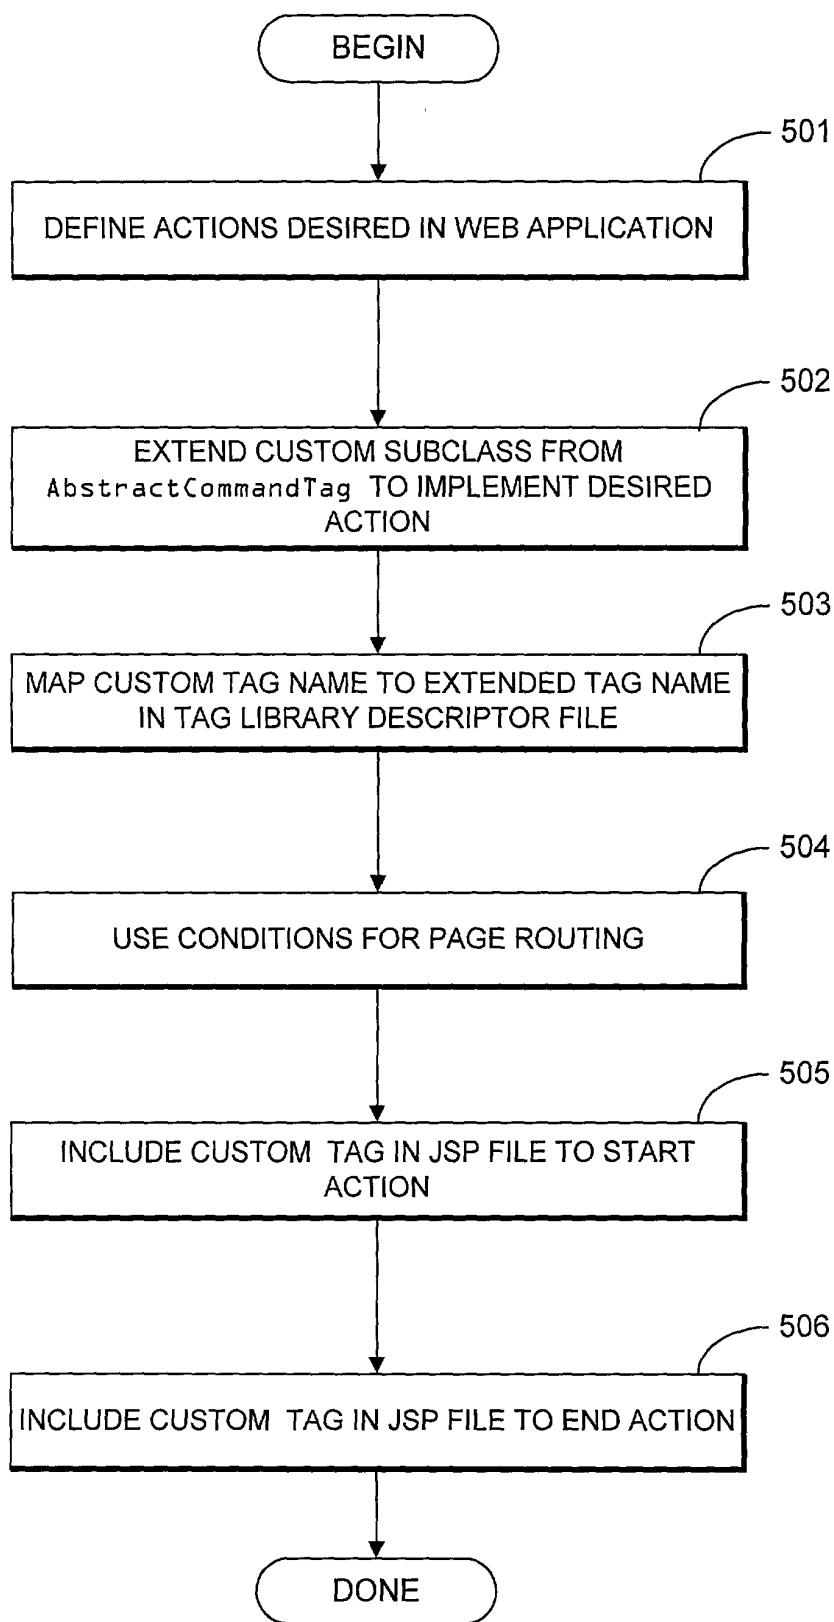 BEGIN
501
DEFINE ACTIONS DESIRED IN WEB APPLICATION
502
EXTEND CUSTOM SUBCLASS FROM
AbstractCommandTag TO IMPLEMENT DESIRED
ACTION
503
MAP CUSTOM TAG NAME TO EXTENDED TAG NAME
IN TAG LIBRARY DESCRIPTOR FILE
504
USE CONDITIONS FOR PAGE ROUTING
505
INCLUDE CUSTOM TAG IN JSP FILE TO START
ACTION
506
INCLUDE CUSTOM TAG IN JSP FILE TO END ACTION
DONE